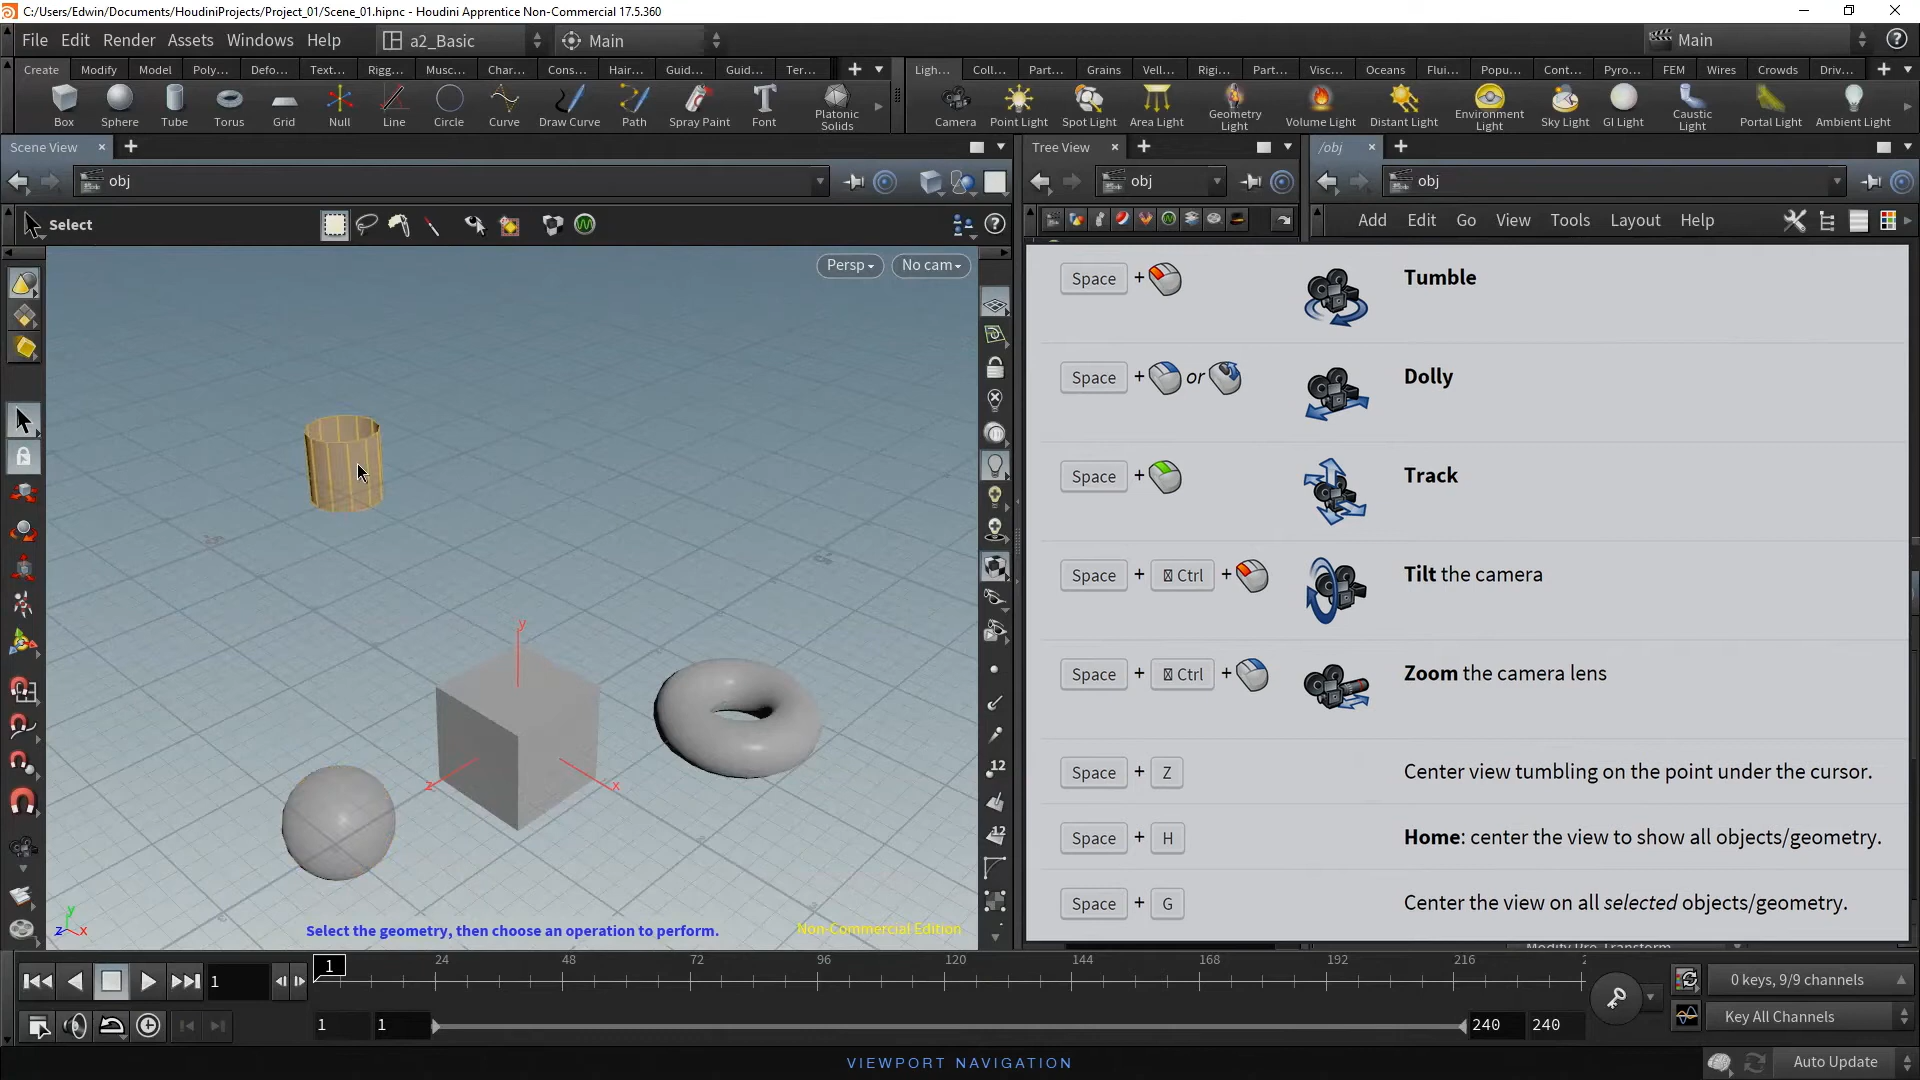 C:/Users/Edwin/Documents/HoudiniProjects/Project_01/Scene_01.hipnc - Houdini Apprentice Non-Commercial 17.5.360
File Edit Render Assets Windows Help a2_Basic Main Main
Create Modify Model Poly... Defo... Text... Rigg... Musc... Char... Cons... Hair... Guid... Guid... Ter... Ligh... Coll... Part... Grains Vell... Rigi... Part... Visc... Oceans Flui... Popu... Cont... Pyro... FEM Wires Crowds Driv...
Box Sphere Tube Torus Grid Null Line Circle Curve Draw Curve Path Spray Paint Font Platonic Solids Camera Point Light Spot Light Area Light Geometry Light Volume Light Distant Light Environment Light Sky Light GI Light Caustic Light Portal Light Ambient Light
Scene View Tree View /obj
obj obj obj
Select
Add Edit Go View Tools Layout Help
Persp No cam
Space + Tumble
Space + or Dolly
Space + Track
Space + Ctrl + Tilt the camera
Space + Ctrl + Zoom the camera lens
Space + Z Center view tumbling on the point under the cursor.
Space + H Home: center the view to show all objects/geometry.
Space + G Center the view on all selected objects/geometry.
y
z x
12
12
y
z x
Select the geometry, then choose an operation to perform.
Non-Commercial Edition
Modify Pre-Transform
1 1 24 48 72 96 120 144 168 192 216 2
0 keys, 9/9 channels
1 1 240 240
Key All Channels
VIEWPORT NAVIGATION
Auto Update